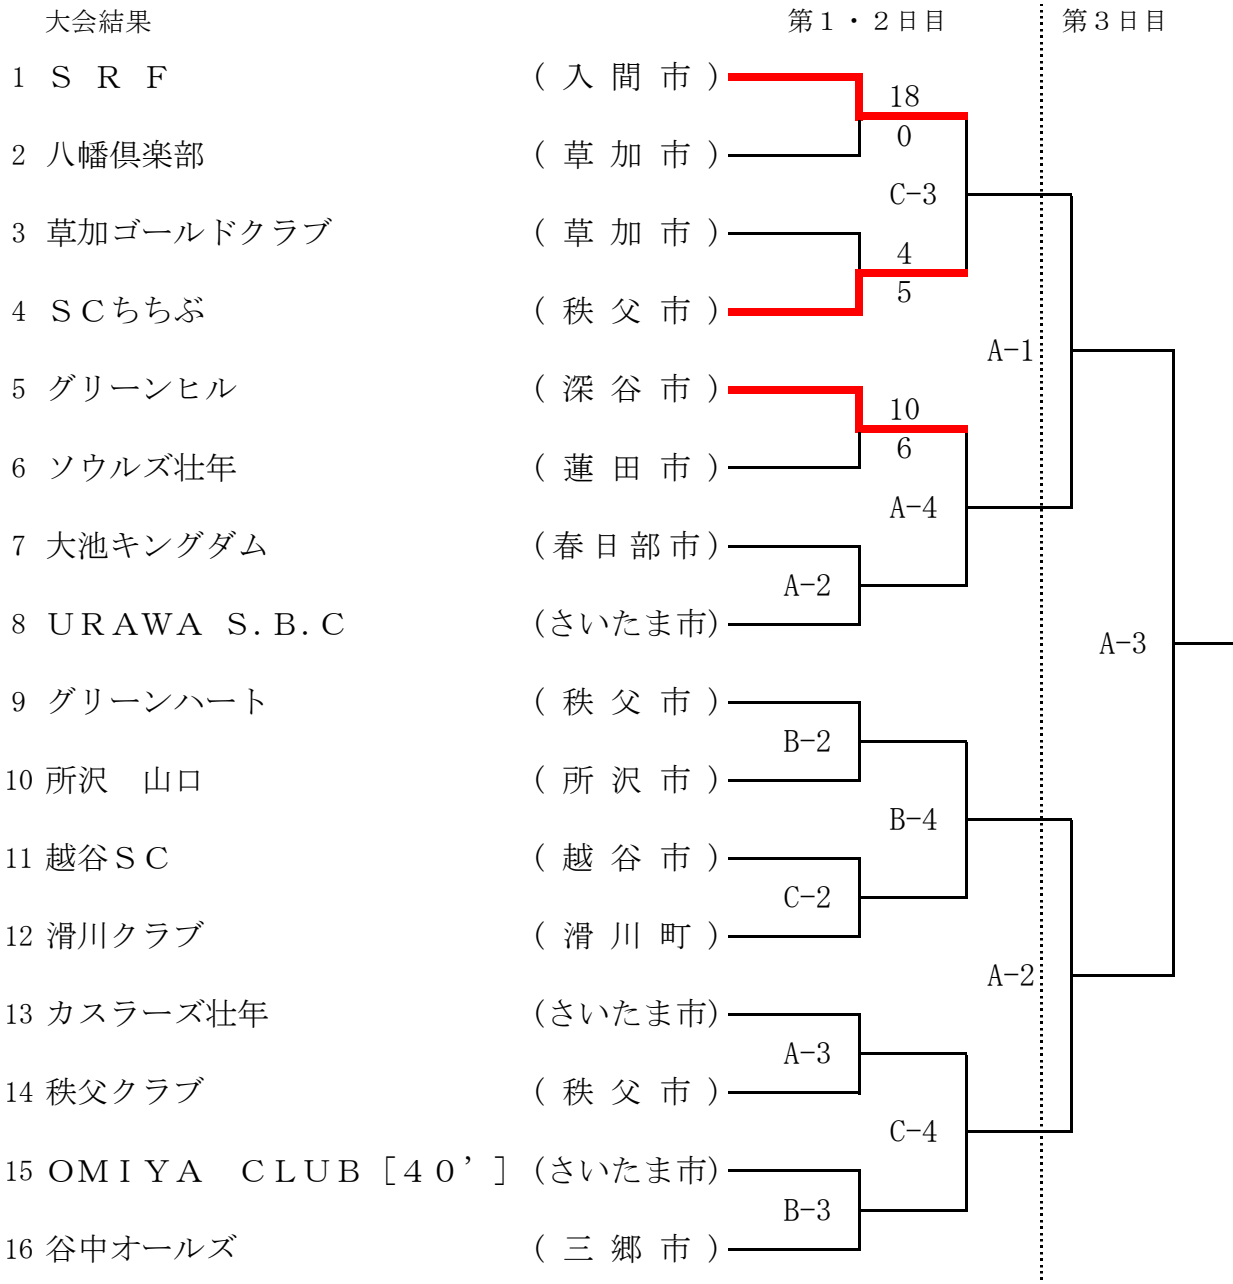 大会結果 第１・２日目 第３日目
1 ＳＲＦ (入間市)
18
2 八幡倶楽部 (草加市)
0
C-3
3 草加ゴールドクラブ (草加市)
4
4 ＳＣちちぶ (秩父市)
5
A-1
5 グリーンヒル (深谷市)
10
6 ソウルズ壮年 (蓮田市)
6
A-4
7 大池キングダム (春日部市)
A-2
8 ＵＲＡＷＡ Ｓ.Ｂ.Ｃ (さいたま市)
A-3
9 グリーンハート (秩父市)
B-2
10 所沢　山口 (所沢市)
B-4
11 越谷ＳＣ (越谷市)
C-2
12 滑川クラブ (滑川町)
A-2
13 カスラーズ壮年 (さいたま市)
A-3
14 秩父クラブ (秩父市)
C-4
15 ＯＭＩＹＡ　ＣＬＵＢ［４０’］ (さいたま市)
B-3
16 谷中オールズ (三郷市)